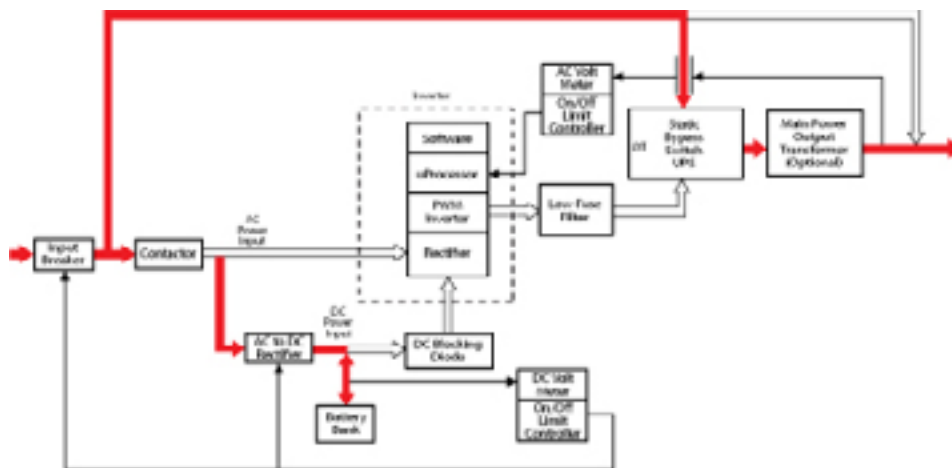 Inverter
AC Volt
Meter
On/Off
Limit
Controller
Software
uProcessor
PWM
Inverter
Rectifier
Static
Bypass
Switch
UPS
Main Power
Output
Transformer
(Optional)
Filter
AC
Power
Input
Input
Breaker
Contactor
DC
Power
Input
AC to DC
Rectifier
DC Blocking
Diode
Battery
Bank
DC Volt
Meter
On/Off
Limit
Controller